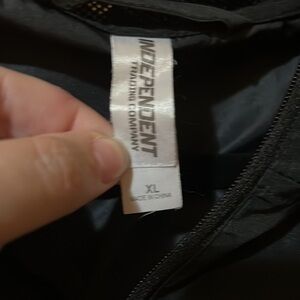 INDEPENDENT
TRADING COMPANY
XL
MADE IN CHINA